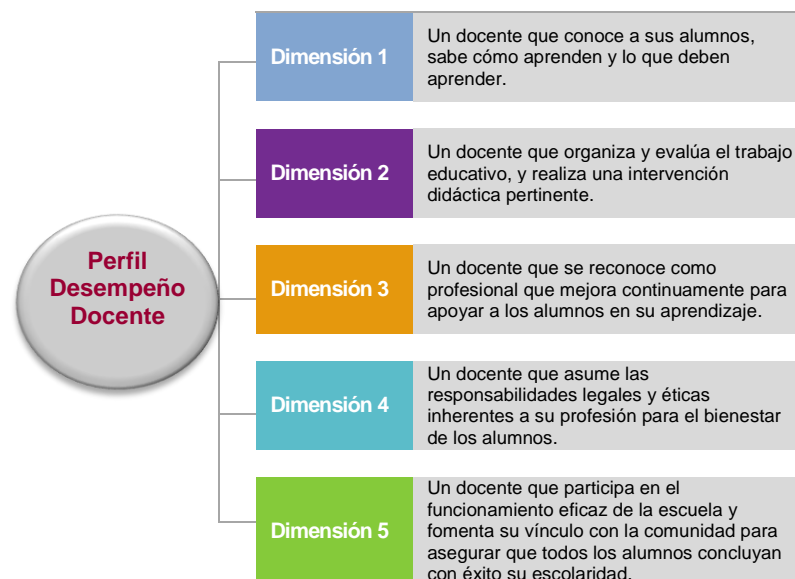 Perfil
Desempeño
Docente
Dimensión 1
Un docente que conoce a sus alumnos,
sabe cómo aprenden y lo que deben
aprender.
Dimensión 2
Un docente que organiza y evalúa el trabajo
educativo, y realiza una intervención
didáctica pertinente.
Dimensión 3
Un docente que se reconoce como
profesional que mejora continuamente para
apoyar a los alumnos en su aprendizaje.
Dimensión 4
Un docente que asume las
responsabilidades legales y éticas
inherentes a su profesión para el bienestar
de los alumnos.
Dimensión 5
Un docente que participa en el
funcionamiento eficaz de la escuela y
fomenta su vínculo con la comunidad para
asegurar que todos los alumnos concluyan
con éxito su escolaridad.